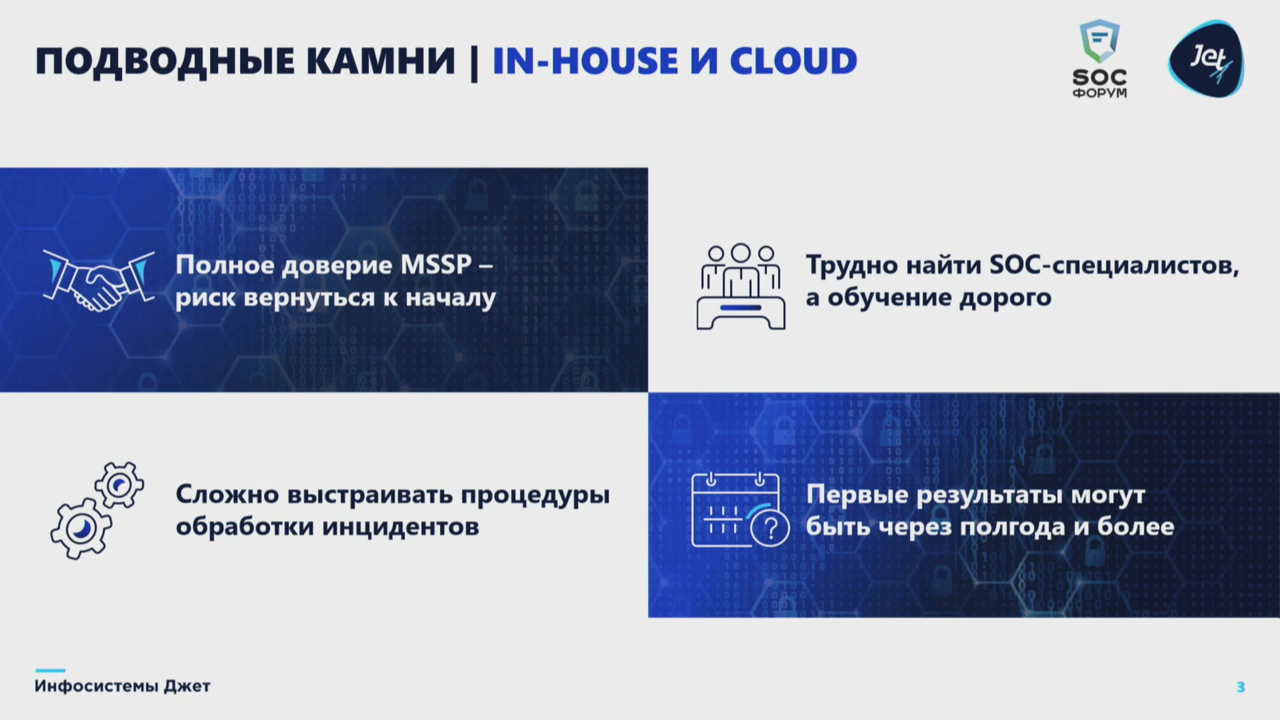 ПОДВОДНЫЕ КАМНИ | IN-HOUSE И CLOUD
SOC
ФОРУМ
Jet
Полное доверие MSSP –
риск вернуться к началу
Трудно найти SOC-специалистов,
а обучение дорого
Сложно выстраивать процедуры
обработки инцидентов
Первые результаты могут
быть через полгода и более
Инфосистемы Джет
3